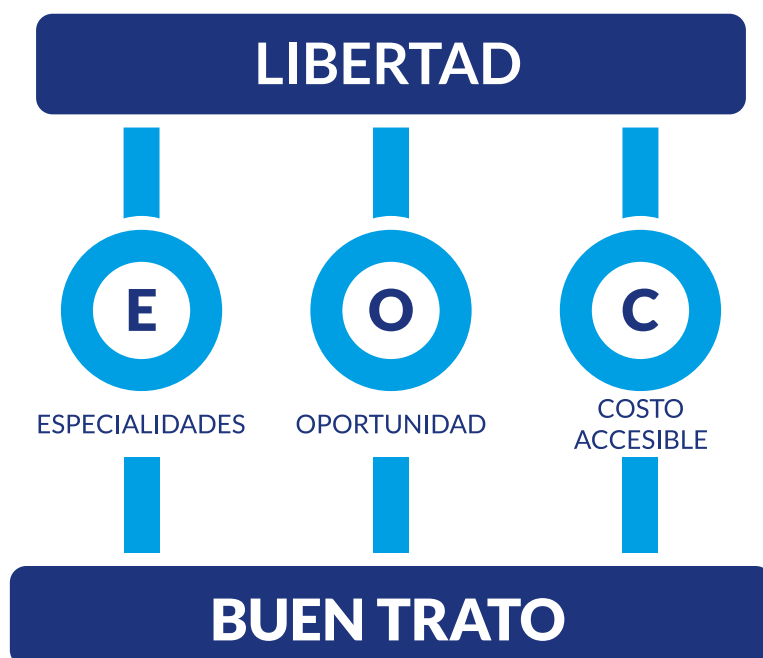 LIBERTAD
E
O
C
ESPECIALIDADES
OPORTUNIDAD
COSTO
ACCESIBLE
BUEN TRATO